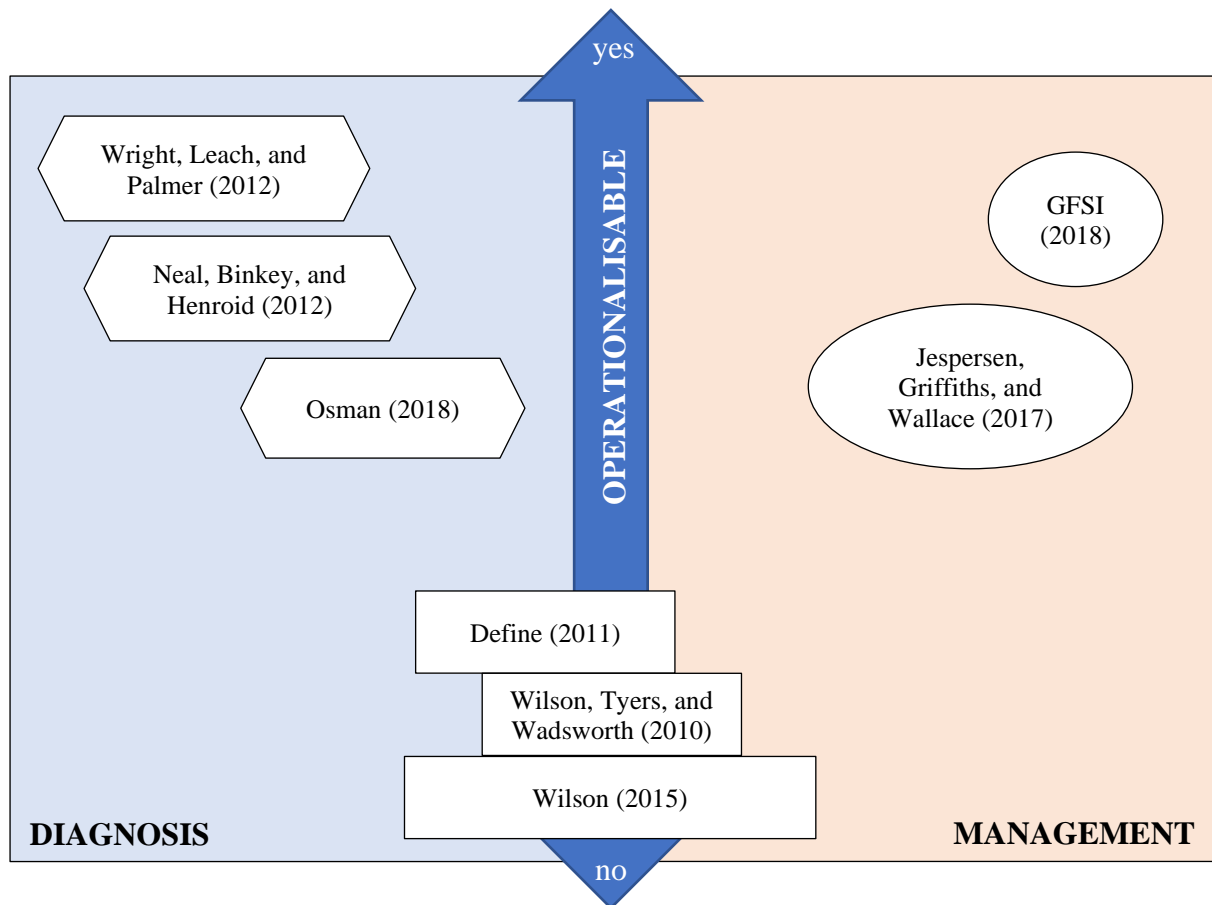 yes
Wright, Leach, and
Palmer (2012)
GFSI
(2018)
Neal, Binkey, and
Henroid (2012)
OPERATIONALISABLE
Jespersen,
Griffiths, and
Wallace (2017)
Osman (2018)
Define (2011)
Wilson, Tyers, and
Wadsworth (2010)
Wilson (2015)
DIAGNOSIS
MANAGEMENT
no